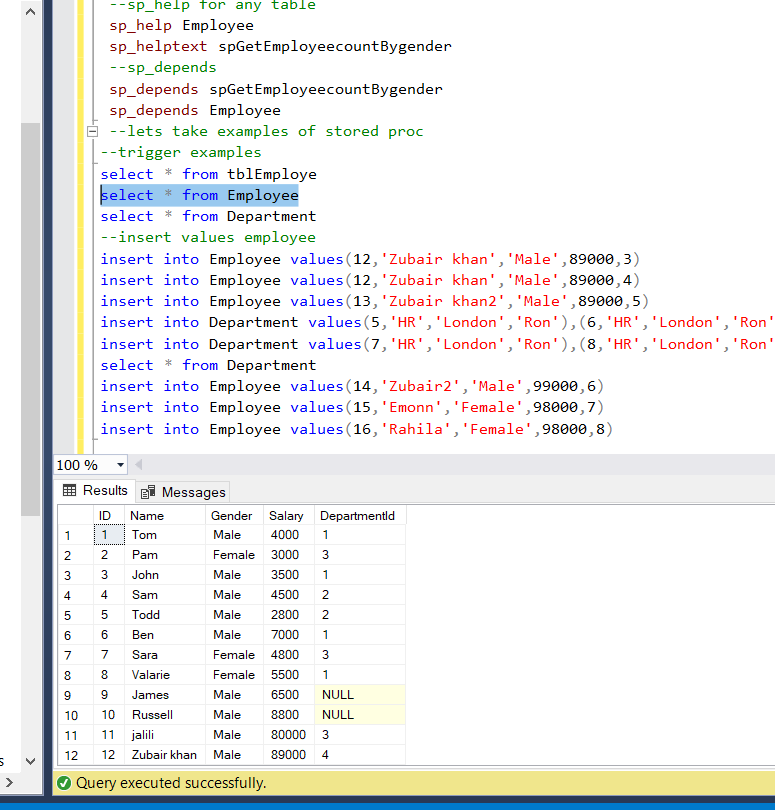 --sp_help for any table
sp_help Employee
sp_helptext spGetEmployeecountBygender
--sp_depends
sp_depends spGetEmployeecountBygender
sp_depends Employee
--lets take examples of stored proc
--trigger examples
select * from tblEmploye
select * from Employee
select * from Department
--insert values employee
insert into Employee values(12,'Zubair khan','Male',89000,3)
insert into Employee values(12,'Zubair khan','Male',89000,4)
insert into Employee values(13,'Zubair khan2','Male',89000,5)
insert into Department values(5,'HR','London','Ron'),(6,'HR','London','Ron'
insert into Department values(7,'HR','London','Ron'),(8,'HR','London','Ron'
select * from Department
insert into Employee values(14,'Zubair2','Male',99000,6)
insert into Employee values(15,'Emonn','Female',98000,7)
insert into Employee values(16,'Rahila','Female',98000,8)
100 %
Results Messages
ID Name Gender Salary DepartmentId
1 1 Tom Male 4000 1
2 2 Pam Female 3000 3
3 3 John Male 3500 1
4 4 Sam Male 4500 2
5 5 Todd Male 2800 2
6 6 Ben Male 7000 1
7 7 Sara Female 4800 3
8 8 Valarie Female 5500 1
9 9 James Male 6500 NULL
10 10 Russell Male 8800 NULL
11 11 jalili Male 80000 3
12 12 Zubair khan Male 89000 4
s
Query executed successfully.